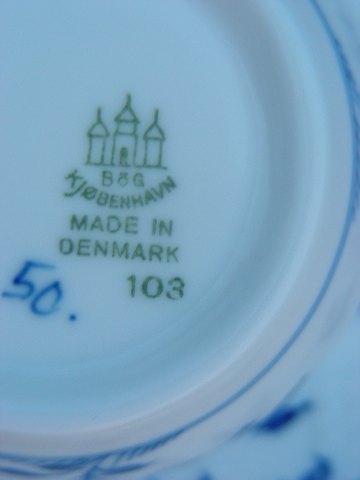 B&G
KJØBENHAVN
MADE IN
DENMARK
103
50.